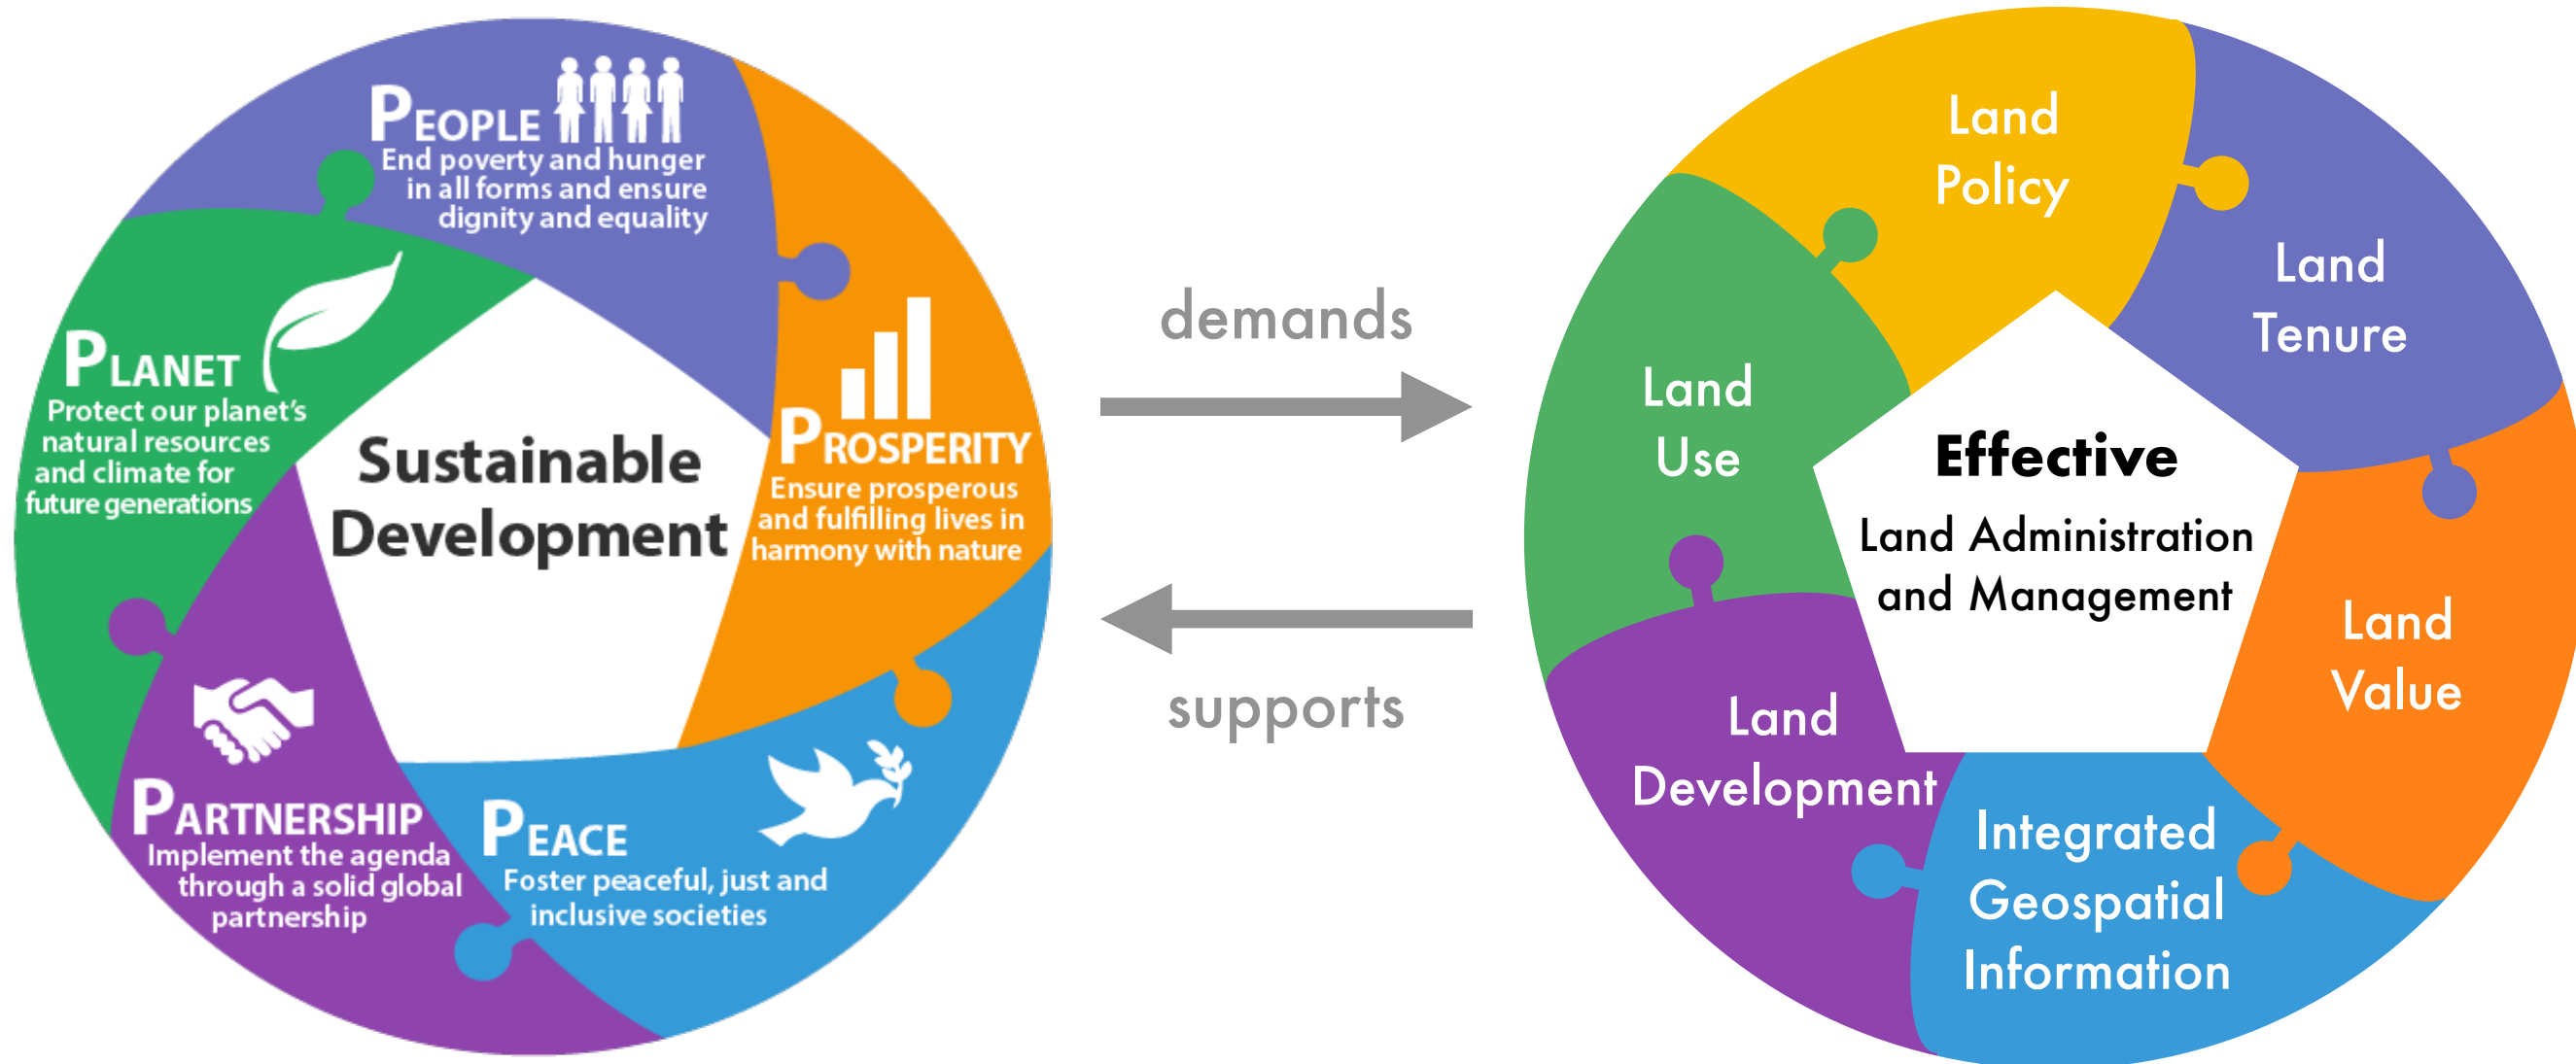 PEOPLE
End poverty and hunger
in all forms and ensure
dignity and equality
PLANET
Protect our planet's
natural resources
and climate for
future generations
Sustainable
Development
PROSPERITY
Ensure prosperous
and fulfilling lives in
harmony with nature
PARTNERSHIP
Implement the agenda
through a solid global
partnership
PEACE
Foster peaceful, just and
inclusive societies
demands
supports
Land
Policy
Land
Tenure
Land
Use
Effective
Land Administration
and Management
Land
Value
Land
Development
Integrated
Geospatial
Information